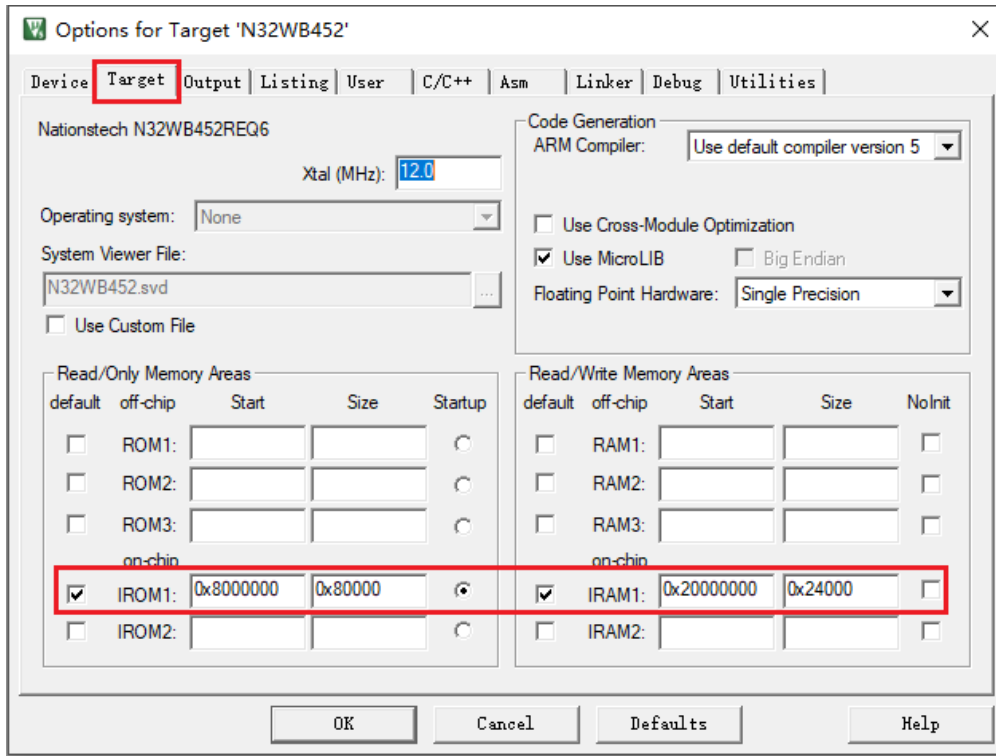 Options for Target 'N32WB452'
Device Target Output Listing User C/C++ Asm Linker Debug Utilities
Nationstech N32WB452REQ6
Xtal (MHz): 12.0
Operating system: None
System Viewer File:
N32WB452.svd
...
Use Custom File
Code Generation
ARM Compiler: Use default compiler version 5
Use Cross-Module Optimization
Use MicroLIB Big Endian
Floating Point Hardware: Single Precision
Read/Only Memory Areas
default off-chip Start Size Startup
ROM1:
ROM2:
ROM3:
on-chip
IROM1: 0x8000000 0x80000
IROM2:
Read/Write Memory Areas
default off-chip Start Size NoInit
RAM1:
RAM2:
RAM3:
on-chip
IRAM1: 0x20000000 0x24000
IRAM2:
OK Cancel Defaults Help